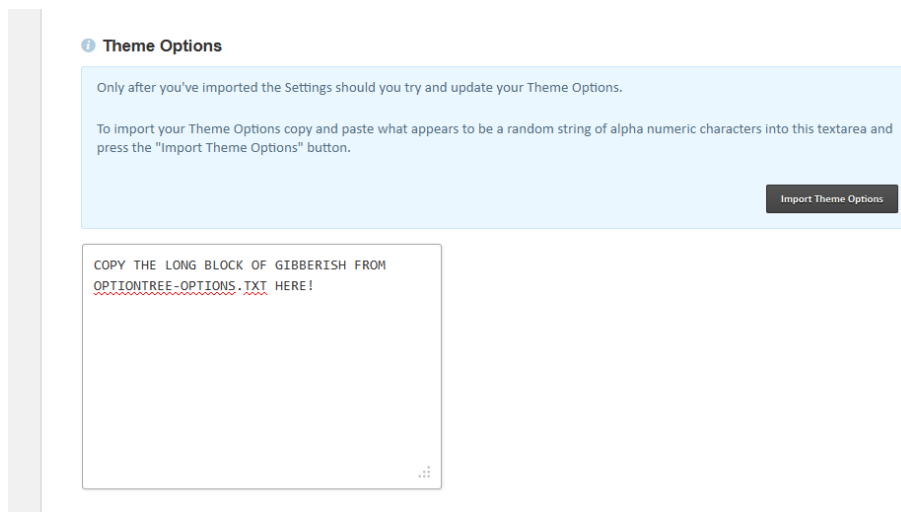 Theme Options
Only after you've imported the Settings should you try and update your Theme Options.
To import your Theme Options copy and paste what appears to be a random string of alpha numeric characters into this textarea and
press the "Import Theme Options" button.
Import Theme Options
COPY THE LONG BLOCK OF GIBBERISH FROM
OPTIONTREE-OPTIONS.TXT HERE!